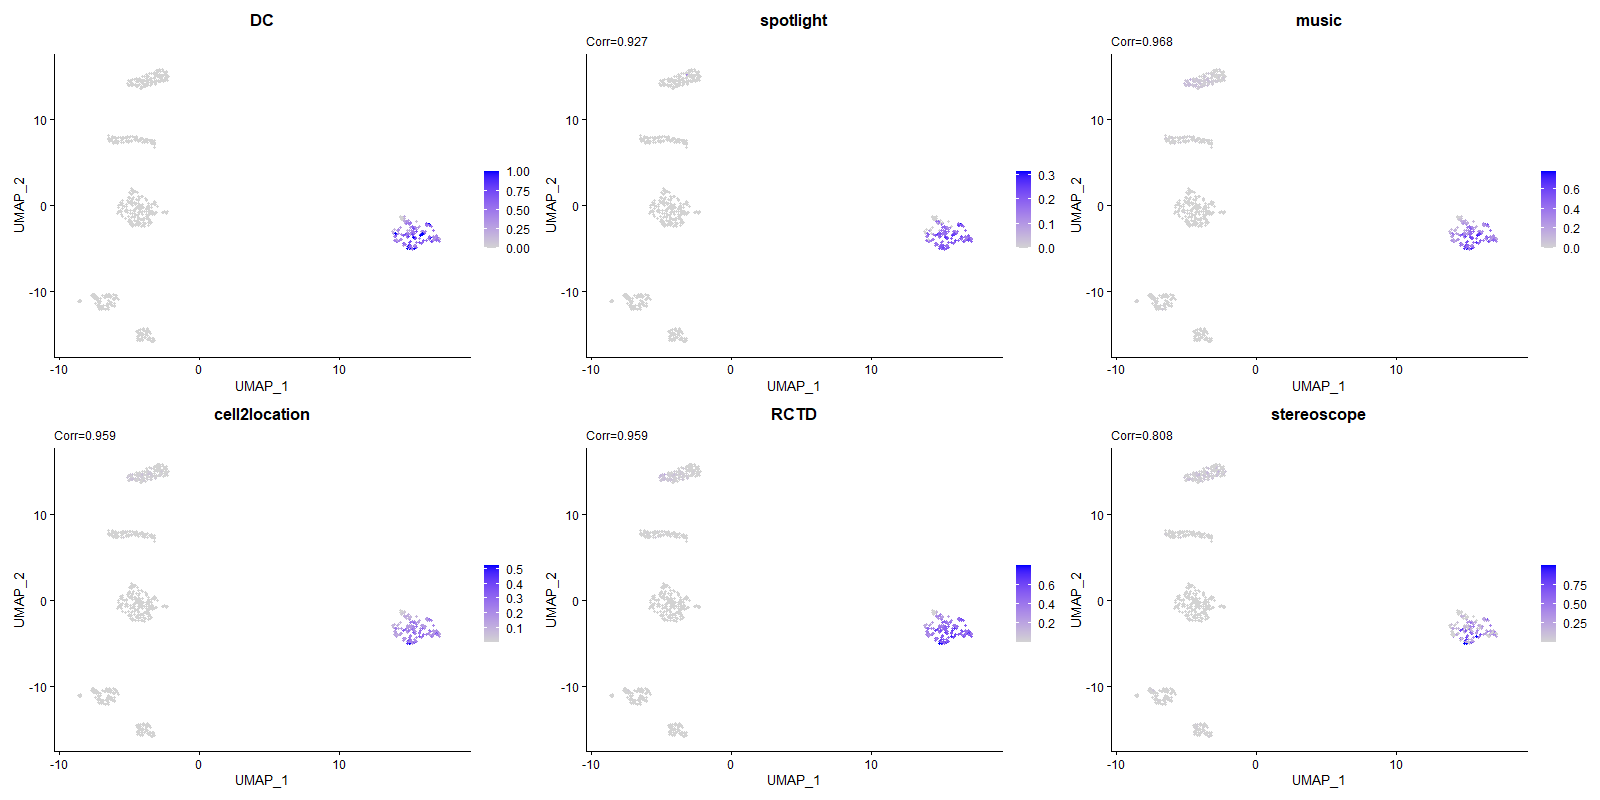 DC
UMAP_2
10
0
-10
-10
0
10
UMAP_1
1.00
0.75
0.50
0.25
0.00
spotlight
Corr=0.927
UMAP_2
10
0
-10
-10
0
10
UMAP_1
0.3
0.2
0.1
0.0
music
Corr=0.968
UMAP_2
10
0
-10
-10
0
10
UMAP_1
0.6
0.4
0.2
0.0
cell2location
Corr=0.959
UMAP_2
10
0
-10
-10
0
10
UMAP_1
0.5
0.4
0.3
0.2
0.1
RCTD
Corr=0.959
UMAP_2
10
0
-10
-10
0
10
UMAP_1
0.6
0.4
0.2
stereoscope
Corr=0.808
UMAP_2
10
0
-10
-10
0
10
UMAP_1
0.75
0.50
0.25